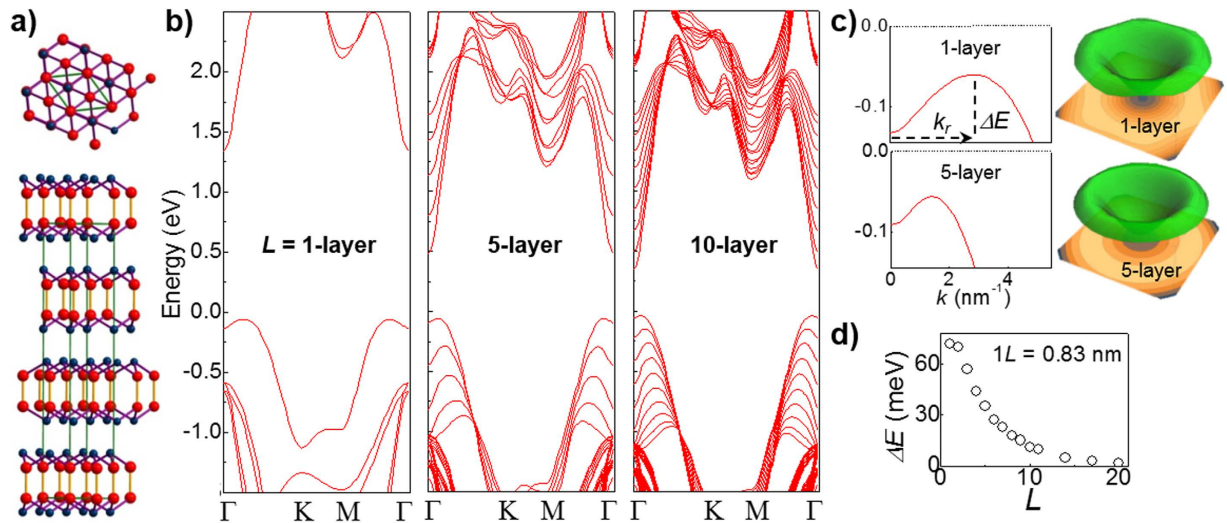 a)
b)
Energy (eV)
2.0
1.5
1.0
0.5
0.0
-0.5
-1.0
L = 1-layer
5-layer
10-layer
Γ K M Γ
Γ K M Γ
Γ K M Γ
c)
0.0
1-layer
-0.1
k_r
ΔE
1-layer
0.0
5-layer
-0.1
0 2 4
k (nm⁻¹)
5-layer
d)
1L = 0.83 nm
ΔE (meV)
60
30
0
0 5 10 15 20
L